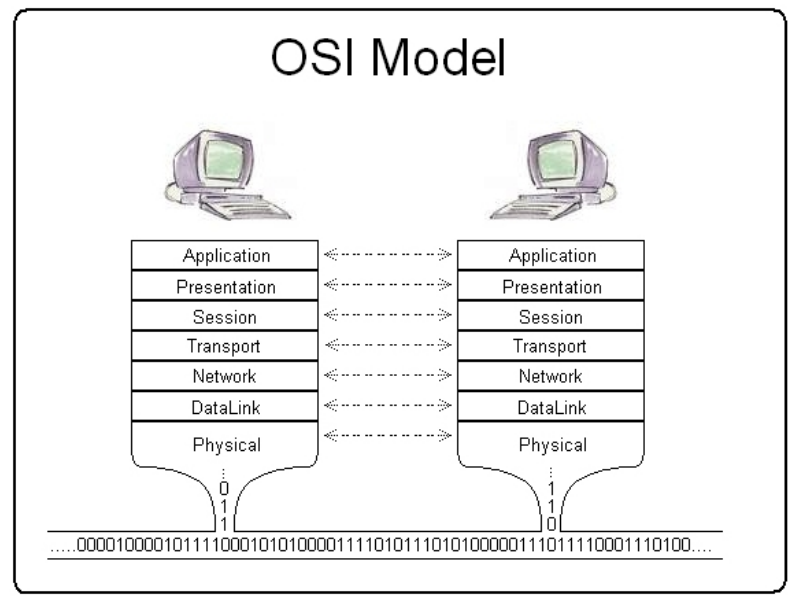 OSI Model
Application Application
Presentation Presentation
Session Session
Transport Transport
Network Network
DataLink DataLink
Physical Physical
0 1
1 1
1 0
.....0000100001011110001010100001111010111010100000111011110001110100....